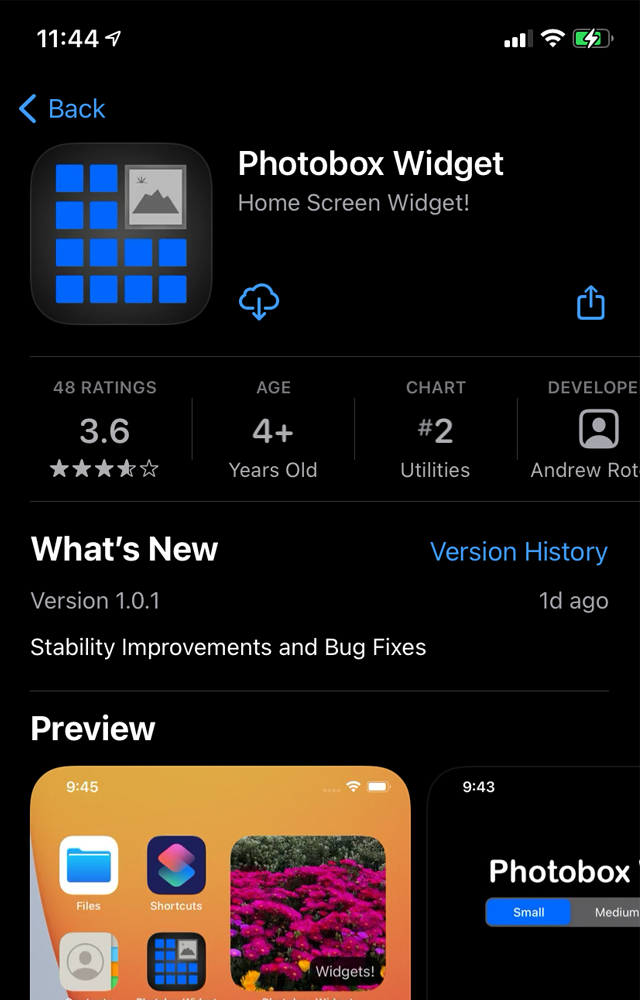 11:44
Back
Photobox Widget
Home Screen Widget!
48 RATINGS
AGE
CHART
3.6
4+
#2
Years Old
Utilities
Andrew
What's New
Version History
Version 1.0.1
1d ago
Stability Improvements and Bug Fixes
Preview
9:45
9:43
Files
Shortcuts
Widgets!
Photobox
Small
Medium